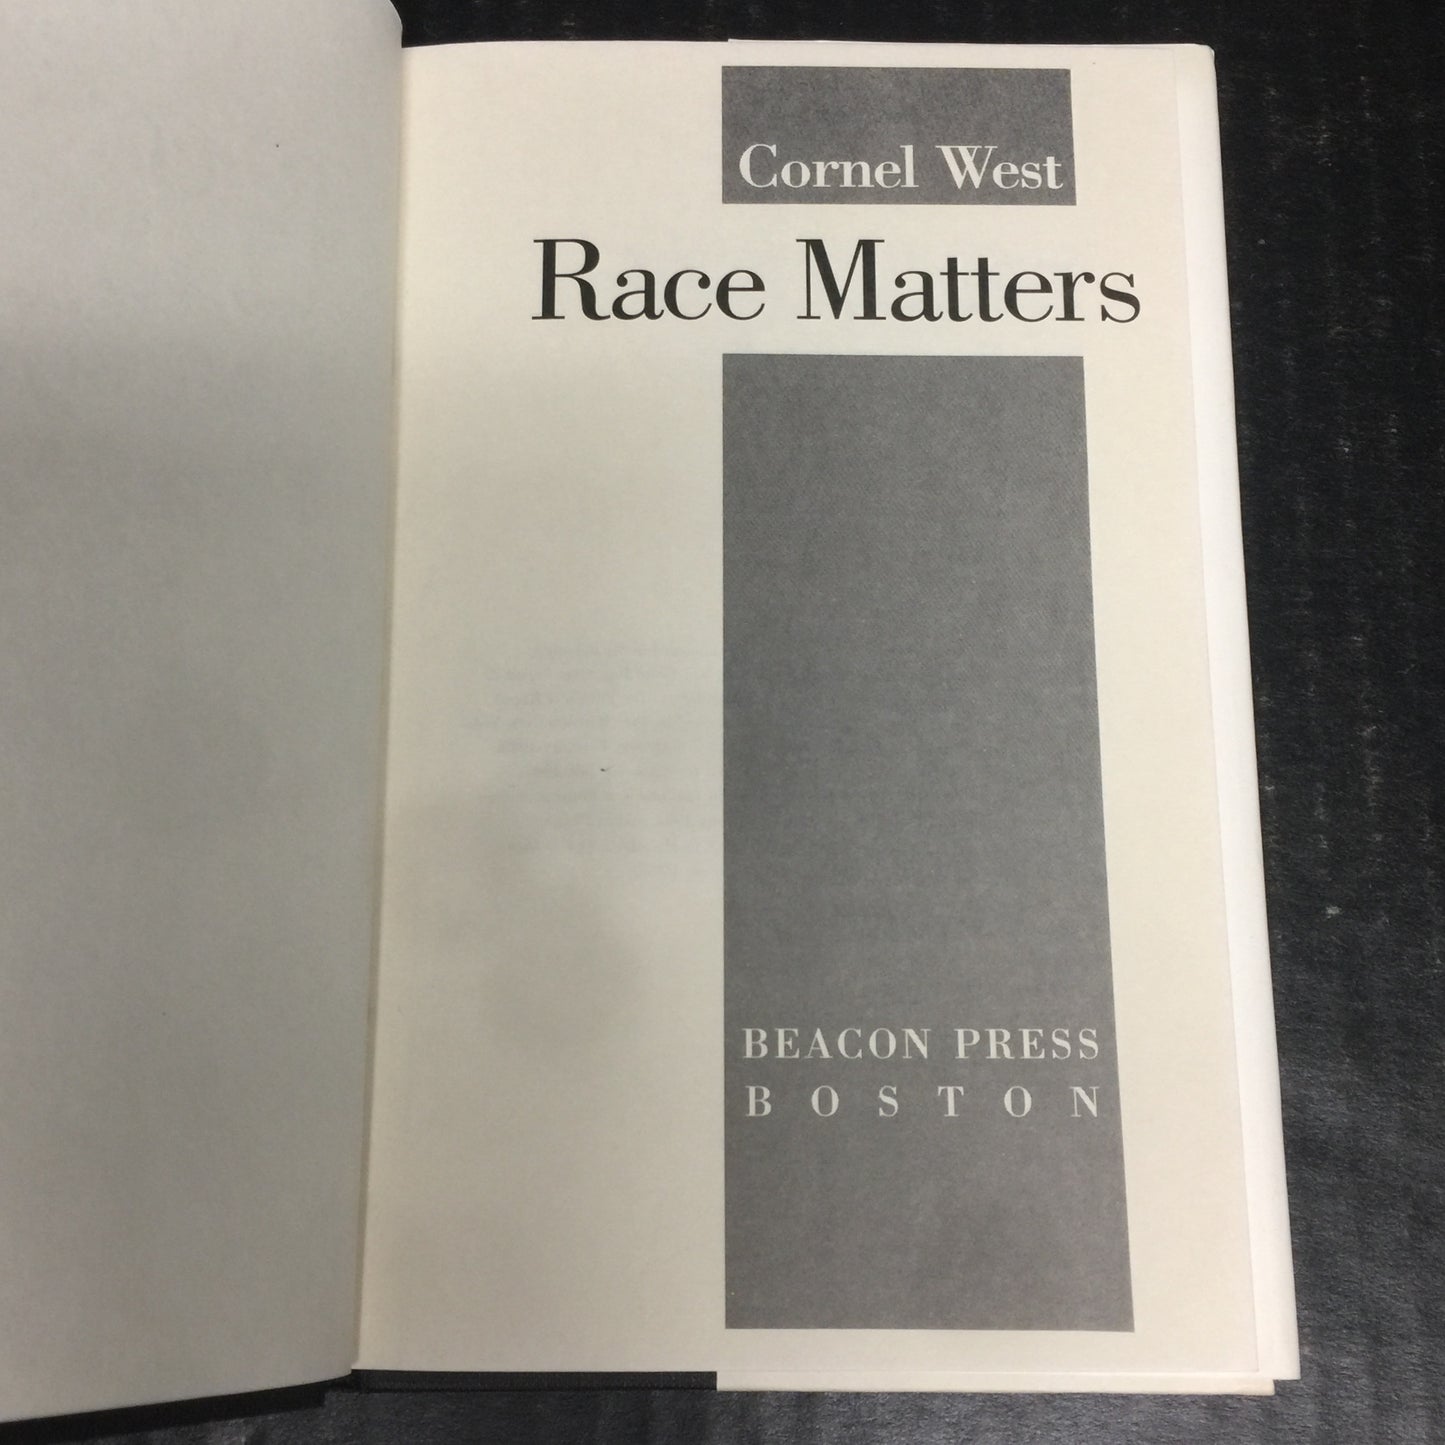 Cornel West
Race Matters
BEACON PRESS
BOSTON